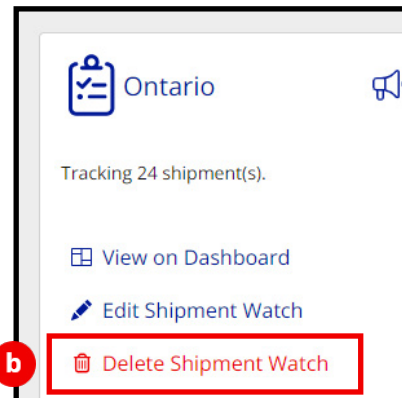 Ontario
Tracking 24 shipment(s).
View on Dashboard
Edit Shipment Watch
b Delete Shipment Watch